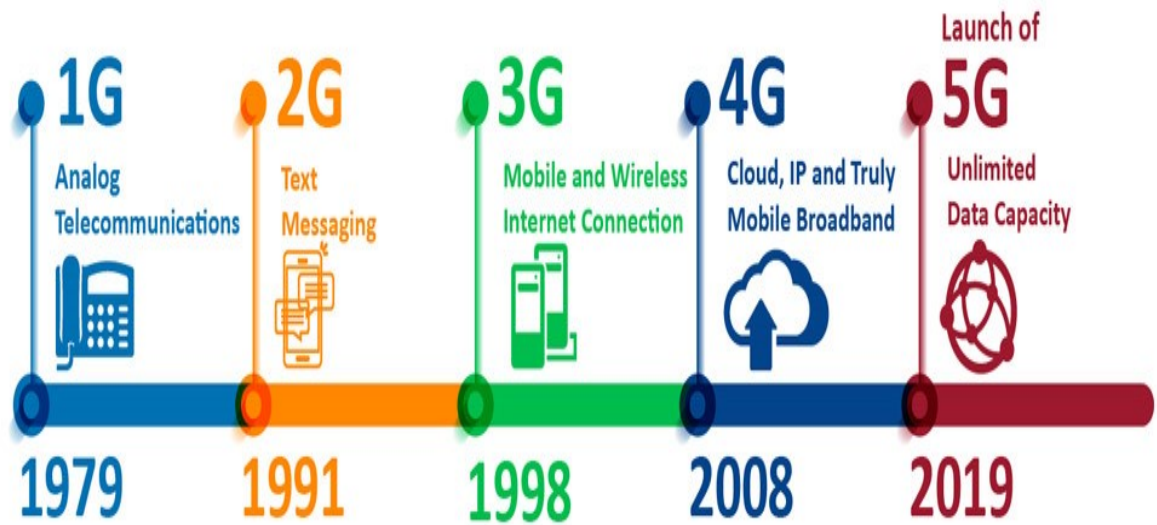 1G
Analog
Telecommunications
1979
2G
Text
Messaging
1991
3G
Mobile and Wireless
Internet Connection
1998
4G
Cloud, IP and Truly
Mobile Broadband
2008
Launch of
5G
Unlimited
Data Capacity
2019